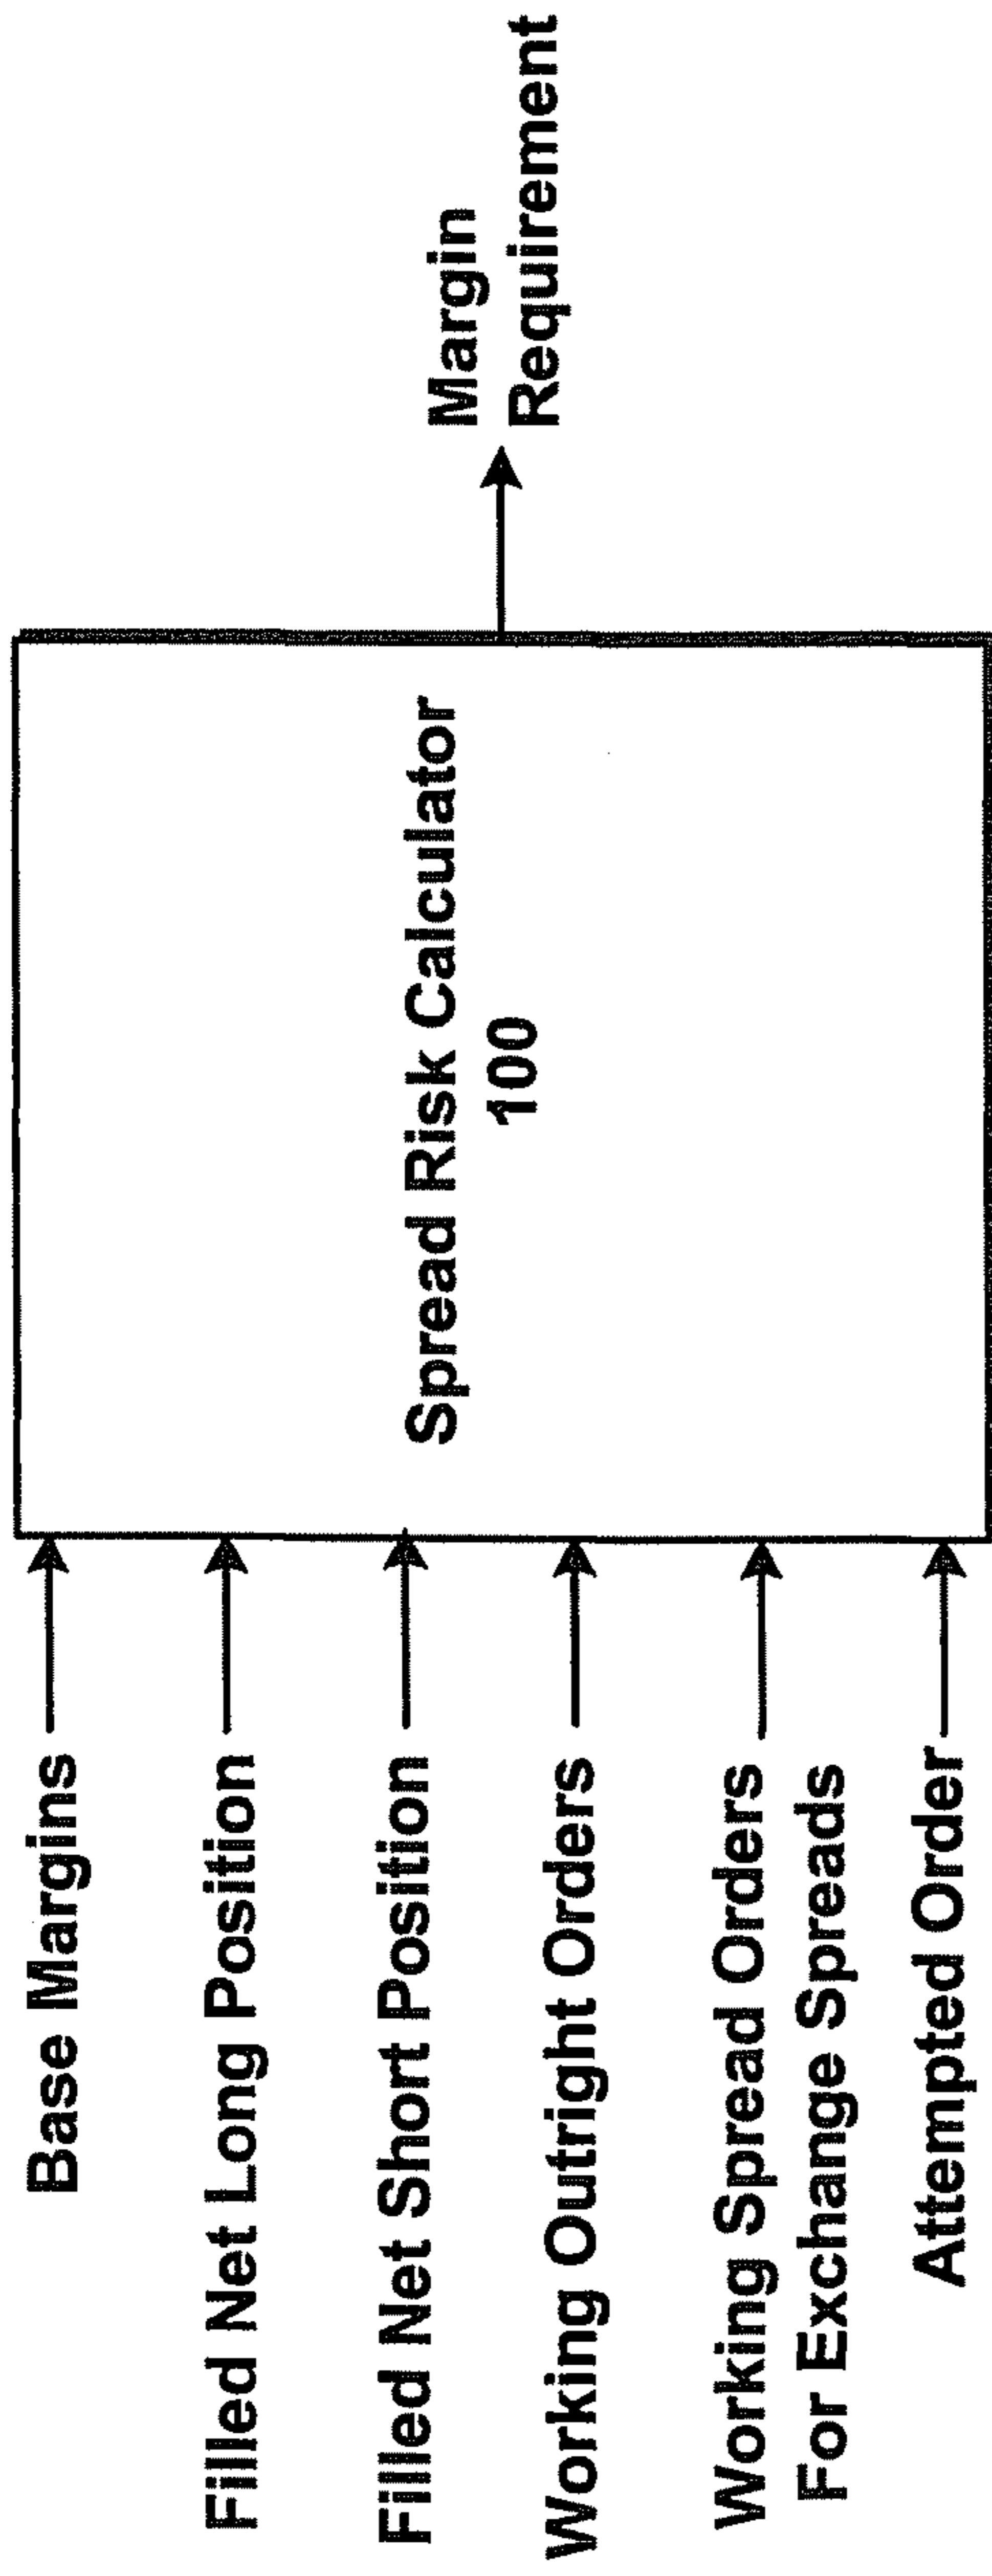 Base Margins
Filled Net Long Position
Filled Net Short Position
Working Outright Orders
Working Spread Orders
For Exchange Spreads
Attempted Order
Spread Risk Calculator
100
Margin
Requirement